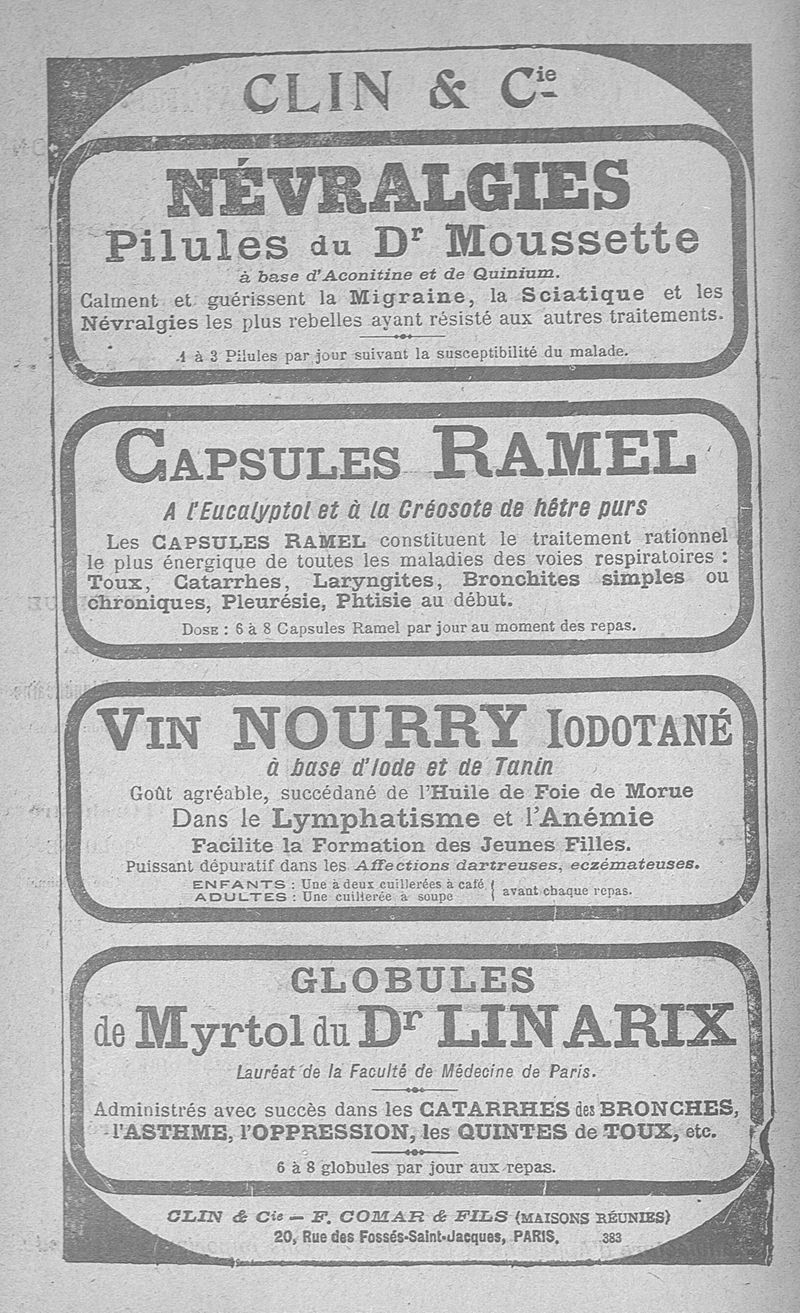 CLIN & Cie
NÉVRALGIES
Pilules du Dr Moussette
à base d'Aconitine et de Quinium.
Calment et guérissent la Migraine, la Sciatique et les
Névralgies les plus rebelles ayant résisté aux autres traitements.
1 à 3 Pilules par jour suivant la susceptibilité du malade.
CAPSULES RAMEL
A l'Eucalyptol et à la Créosote de hêtre purs
Les CAPSULES RAMEL constituent le traitement rationnel
le plus énergique de toutes les maladies des voies respiratoires :
Toux, Catarrhes, Laryngites, Bronchites simples ou
chroniques, Pleurésie, Phtisie au début.
DOSE : 6 à 8 Capsules Ramel par jour au moment des repas.
VIN NOURRY IODOTANÉ
à base d'Iode et de Tanin
Goût agréable, succédané de l'Huile de Foie de Morue
Dans le Lymphatisme et l'Anémie
Facilite la Formation des Jeunes Filles.
Puissant dépuratif dans les Affections dartreuses, eczémateuses.
ENFANTS : Une à deux cuillerées à café
ADULTES : Une cuillerée à soupe
avant chaque repas.
GLOBULES
de Myrtol du Dr LINARIX
Lauréat de la Faculté de Médecine de Paris.
Administrés avec succès dans les CATARRHES des BRONCHES,
l'ASTHME, l'OPPRESSION, les QUINTES de TOUX, etc.
6 à 8 globules par jour aux repas.
CLIN & Cie — F. COMAR & FILS (MAISONS RÉUNIES)
20, Rue des Fossés-Saint-Jacques, PARIS. 383